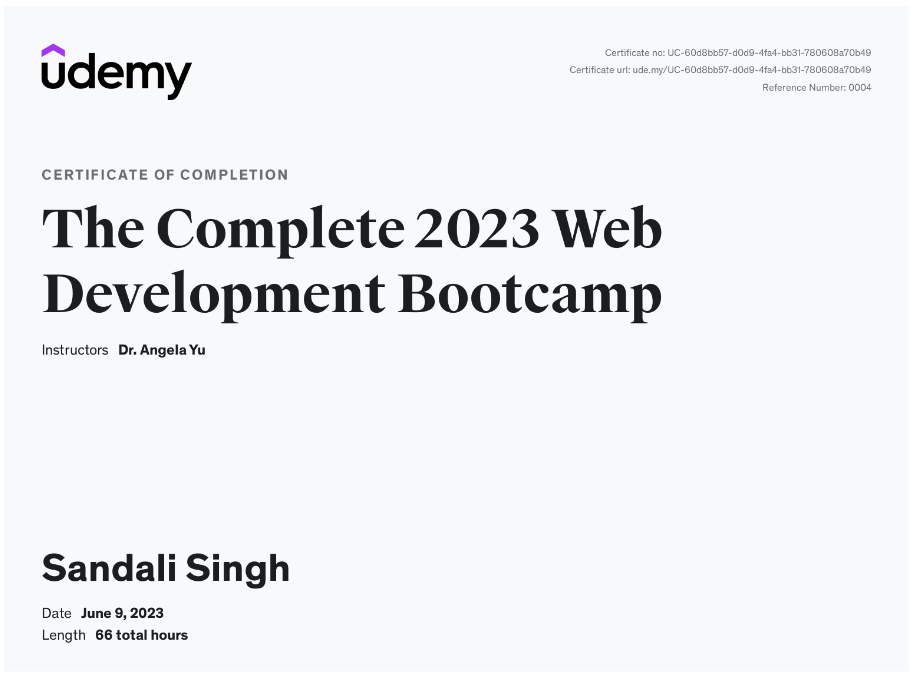 udemy
Certificate no: UC-60d8bb57-d0d9-4fa4-bb31-780608a70b49
Certificate url: ude.my/UC-60d8bb57-d0d9-4fa4-bb31-780608a70b49
Reference Number: 0004
CERTIFICATE OF COMPLETION
The Complete 2023 Web
Development Bootcamp
Instructors Dr. Angela Yu
Sandali Singh
Date June 9, 2023
Length 66 total hours